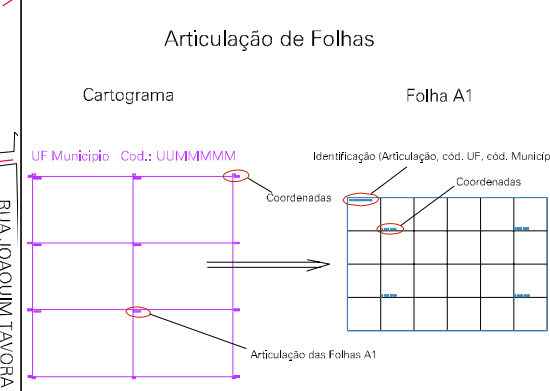 Articulação de Folhas
Cartograma
Folha A1
UF Municipio Cod.: UUMMMMM
Identificação (Articulação, cód. UF, cód. Municíp
Coordenadas
Coordenadas
Articulação das Folhas A1
RUA JOAQUIM TAVORA